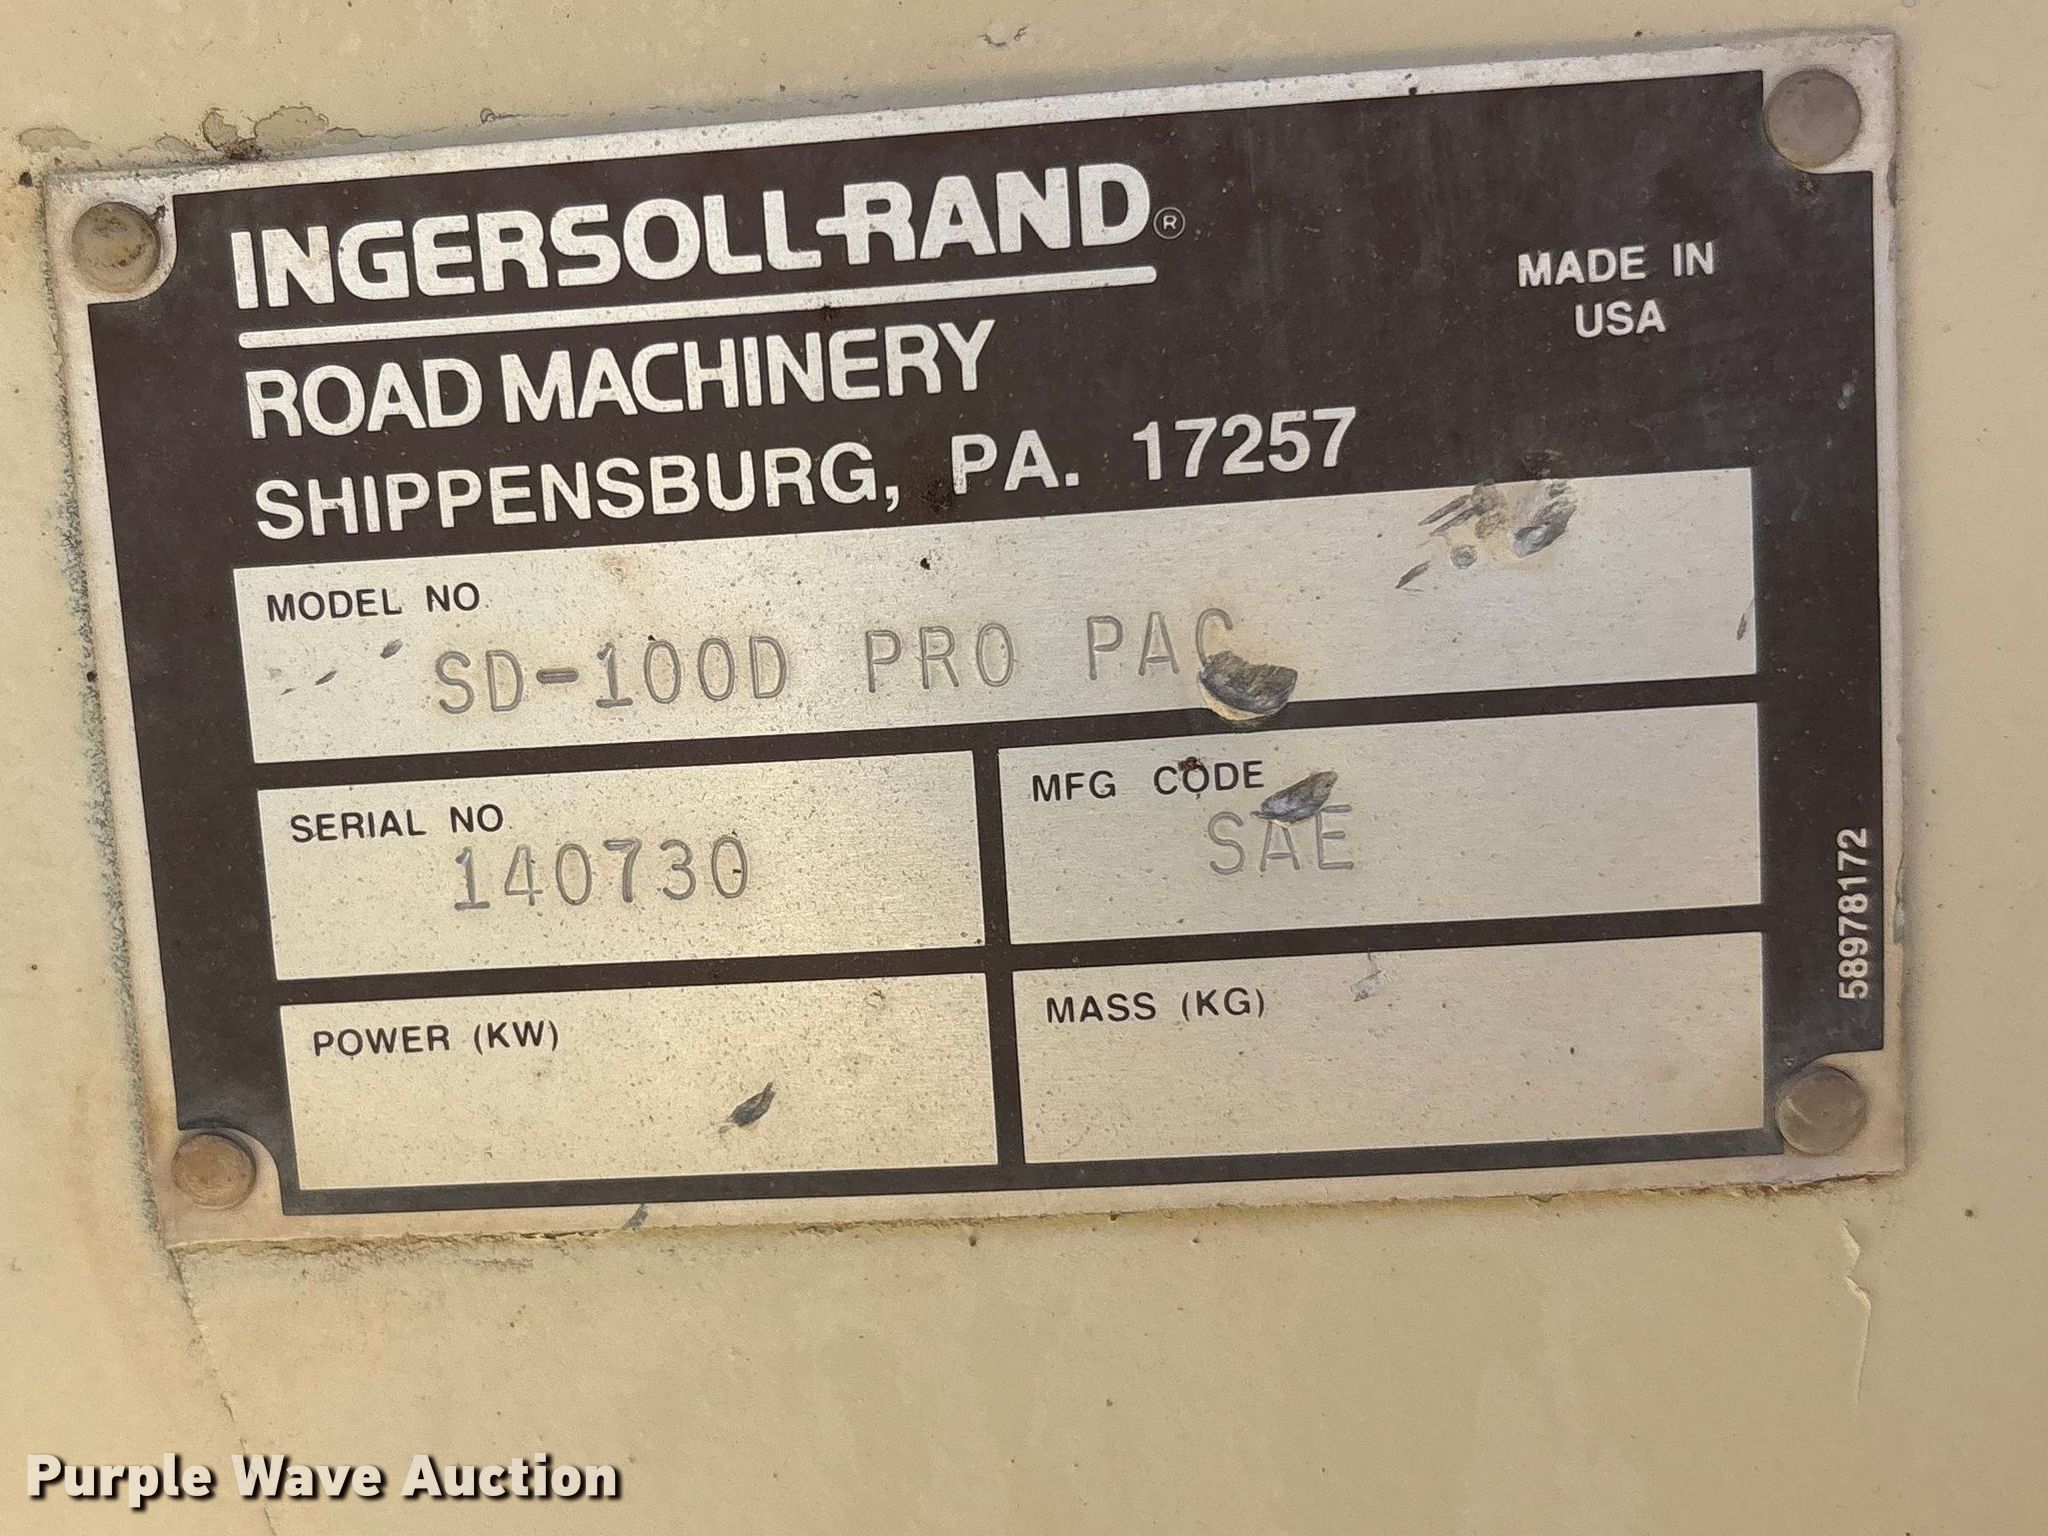 INGERSOLL-RAND®
ROAD MACHINERY
SHIPPENSBURG, PA. 17257
MADE IN
USA
MODEL NO.
SD-100D PRO PAC
SERIAL NO.
140730
MFG CODE
SAE
POWER (KW)
MASS (KG)
58978172
Purple Wave Auction